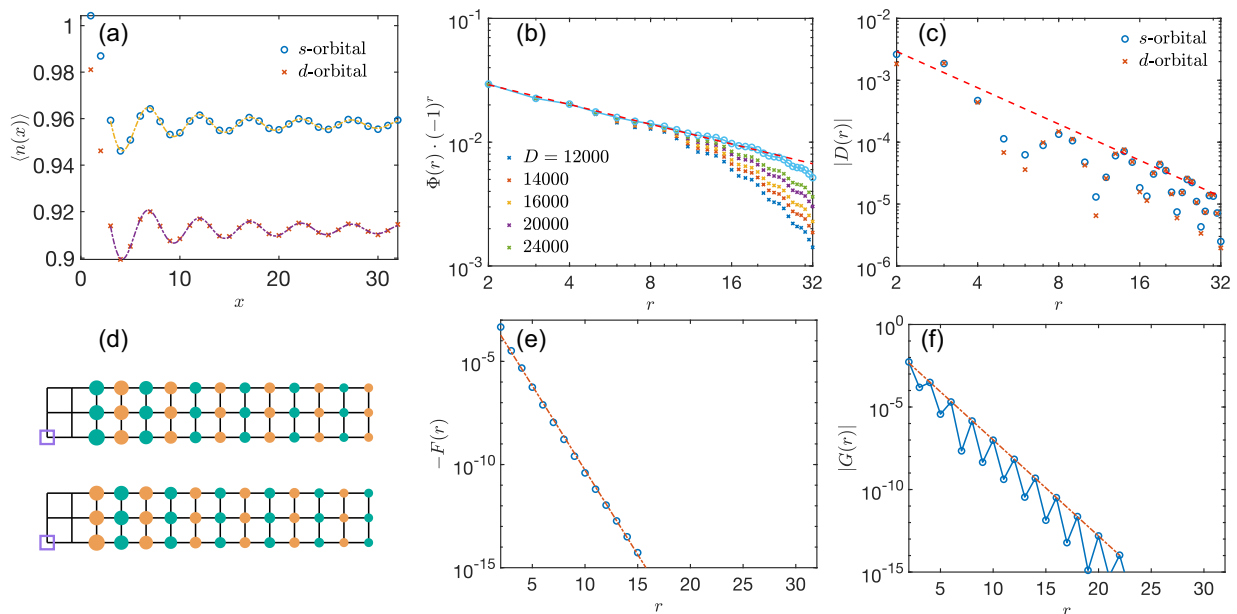 (a)
1
0.98
0.96
0.94
0.92
0.9
⟨n(x)⟩
s-orbital
d-orbital
0
10
20
30
x
(b)
10^{-1}
10^{-2}
10^{-3}
Φ(r) · (-1)^r
D = 12000
14000
16000
20000
24000
2
4
8
16
32
r
(c)
10^{-2}
10^{-3}
10^{-4}
10^{-5}
10^{-6}
|D(r)|
s-orbital
d-orbital
2
4
8
16
32
r
(d)
(e)
10^{-5}
10^{-10}
10^{-15}
-F(r)
5
10
15
20
25
30
r
(f)
10^0
10^{-5}
10^{-10}
10^{-15}
|G(r)|
5
10
15
20
25
30
r